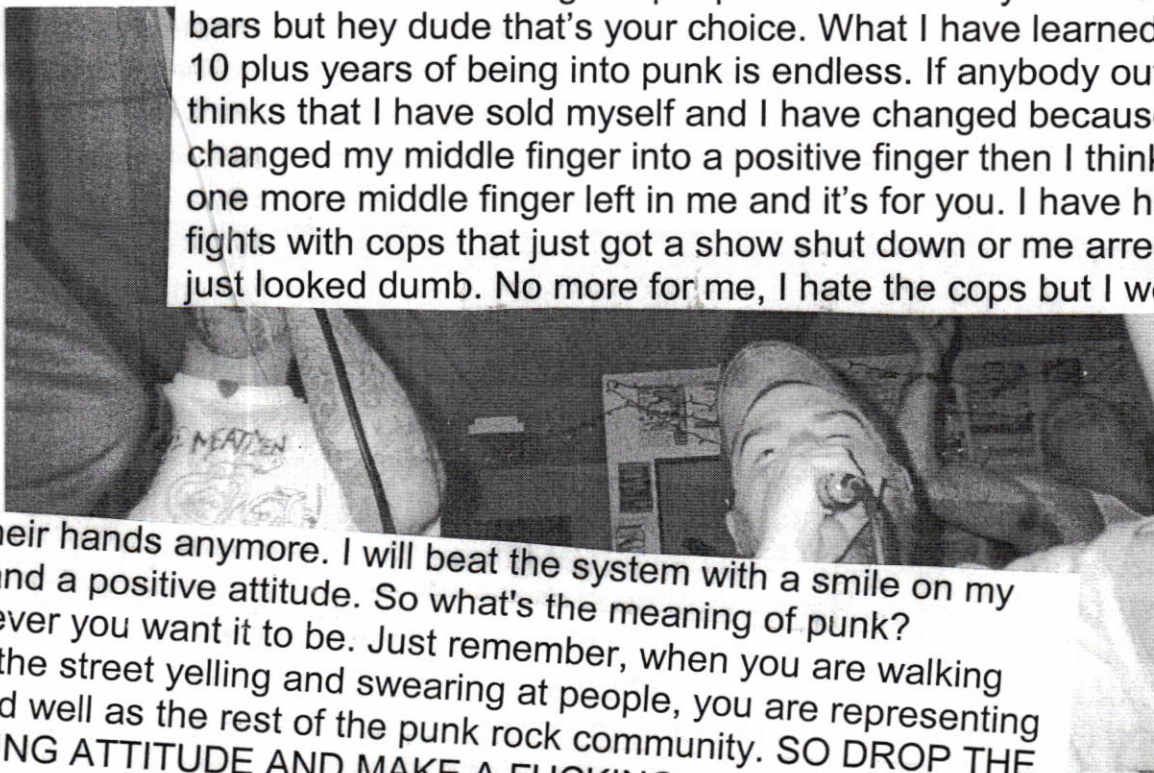 bars but hey dude that's your choice. What I have learned
10 plus years of being into punk is endless. If anybody ou
thinks that I have sold myself and I have changed becaus
changed my middle finger into a positive finger then I think
one more middle finger left in me and it's for you. I have h
fights with cops that just got a show shut down or me arre
just looked dumb. No more for me, I hate the cops but I w
MEATMEN
heir hands anymore. I will beat the system with a smile on my
and a positive attitude. So what's the meaning of punk?
ever you want it to be. Just remember, when you are walking
the street yelling and swearing at people, you are representing
d well as the rest of the punk rock community. SO DROP THE
NG ATTITUDE AND MAKE A FUCKING